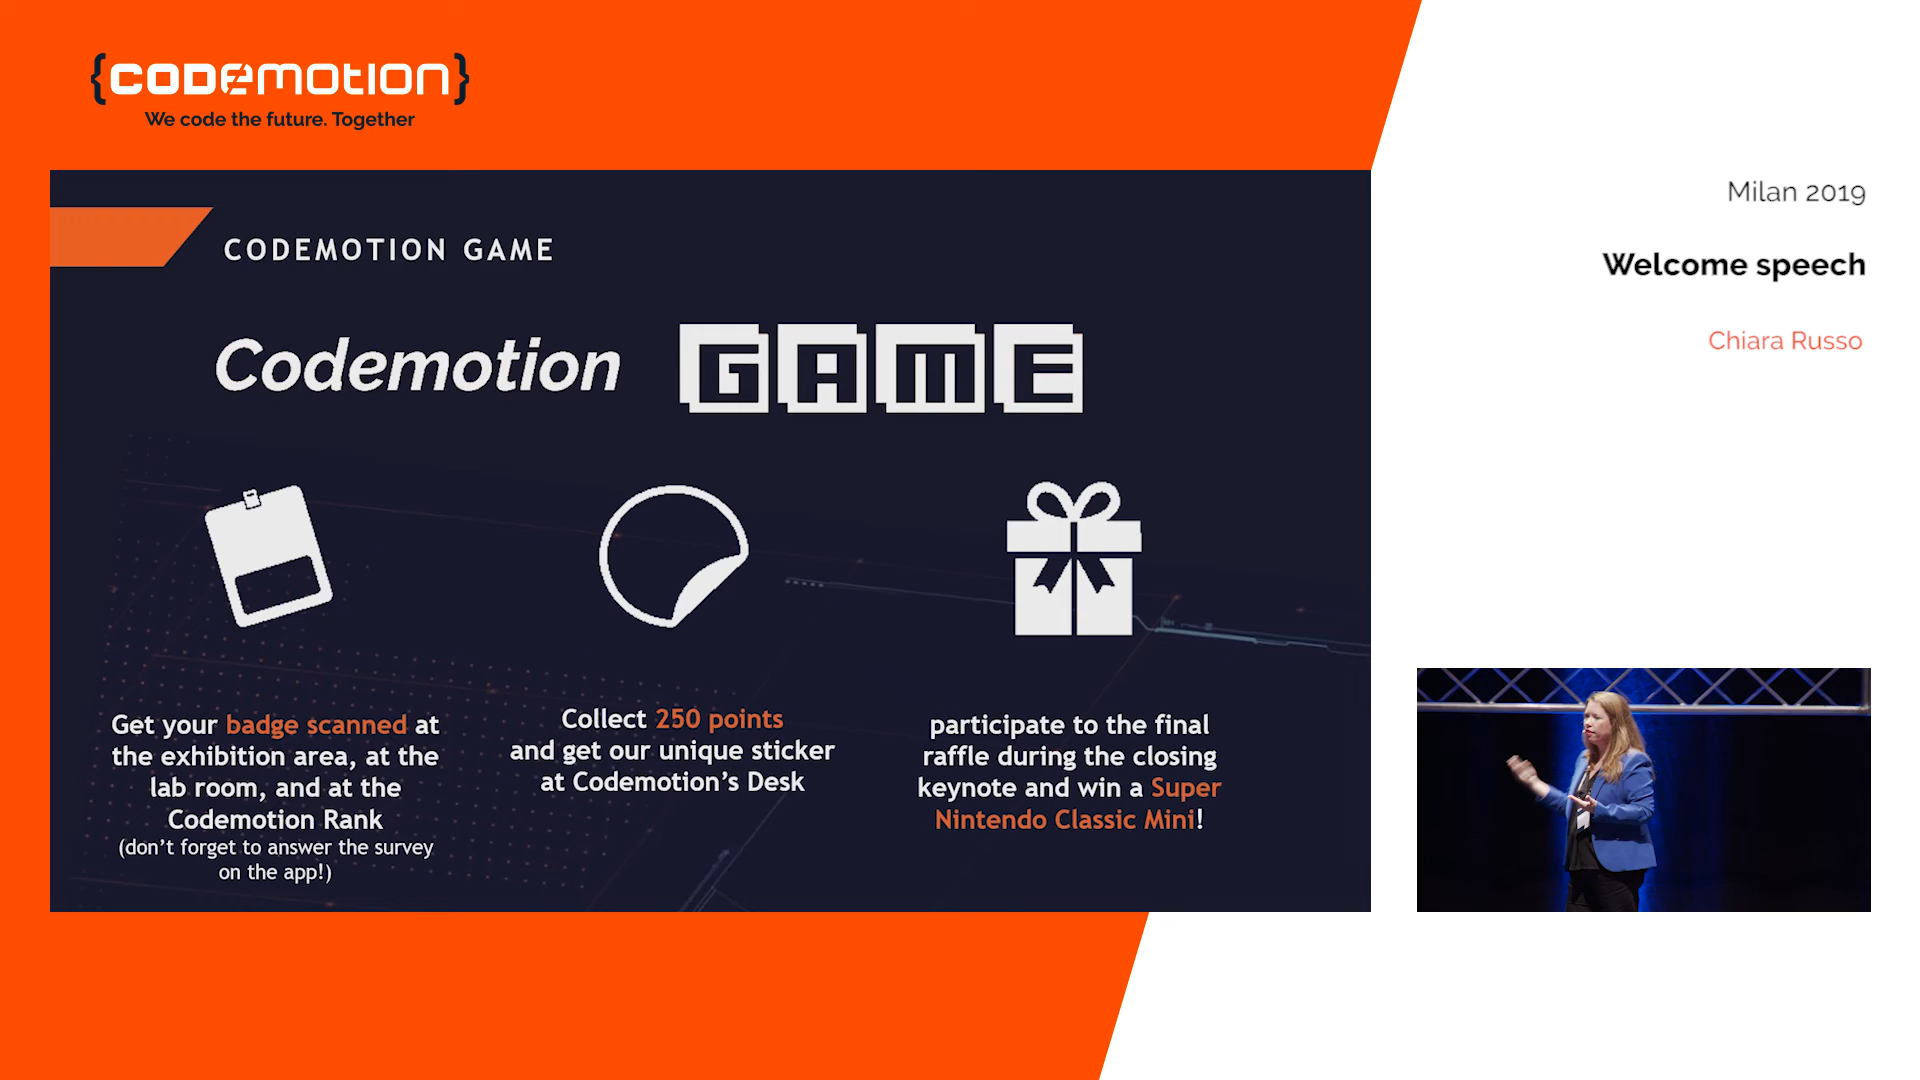 {CODEMOTION}
We code the future. Together
Milan 2019
Welcome speech
Chiara Russo
CODEMOTION GAME
Codemotion GAME
Get your badge scanned at
the exhibition area, at the
lab room, and at the
Codemotion Rank
(don't forget to answer the survey
on the app!)
Collect 250 points
and get our unique sticker
at Codemotion's Desk
participate to the final
raffle during the closing
keynote and win a Super
Nintendo Classic Mini!